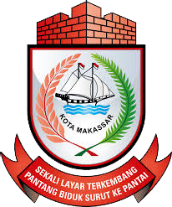 KOTA MAKASSAR
SEKALI LAYAR TERKEMBANG
PANTANG BIDUK SURUT KE PANTAI